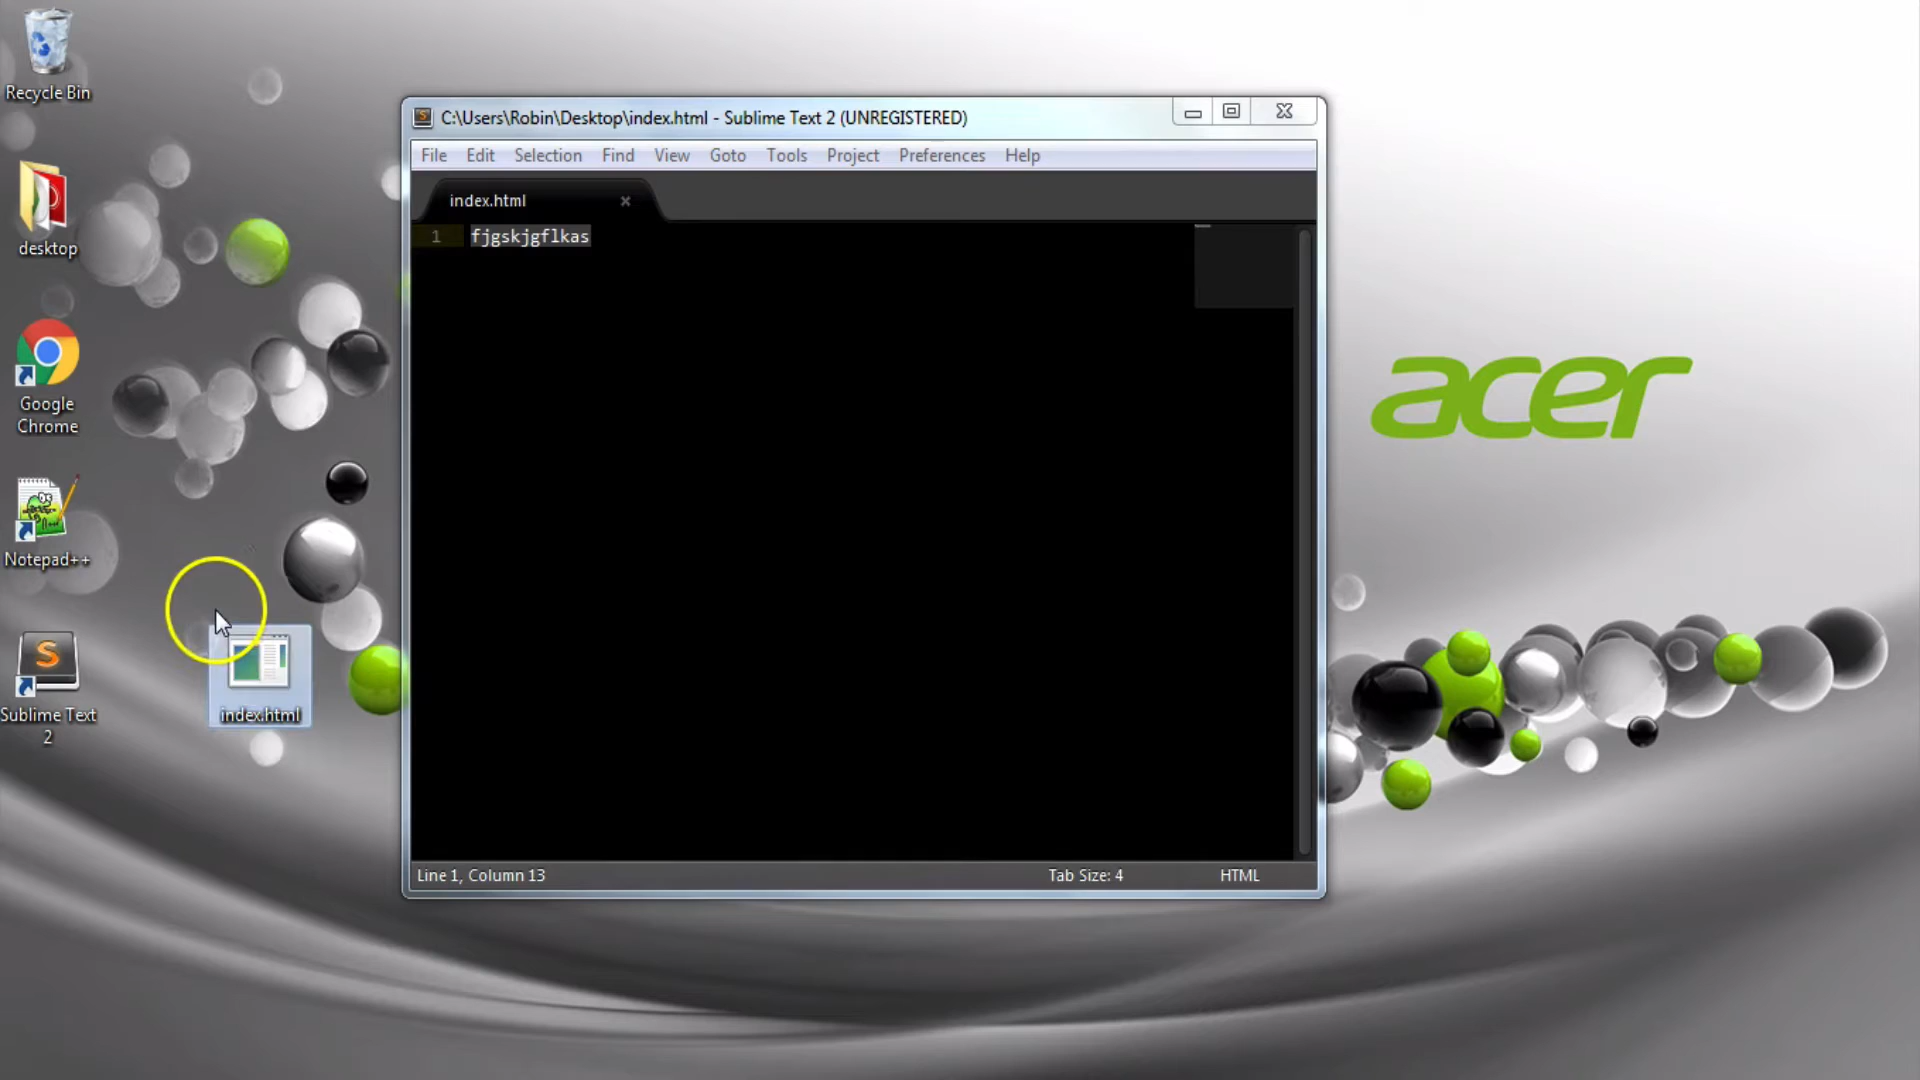 Recycle Bin
desktop
Google
Chrome
Notepad++
Sublime Text
2
index.html
C:\Users\Robin\Desktop\index.html - Sublime Text 2 (UNREGISTERED)
File Edit Selection Find View Goto Tools Project Preferences Help
index.html
1 fjgskjgflkas
Line 1, Column 13 Tab Size: 4 HTML
acer